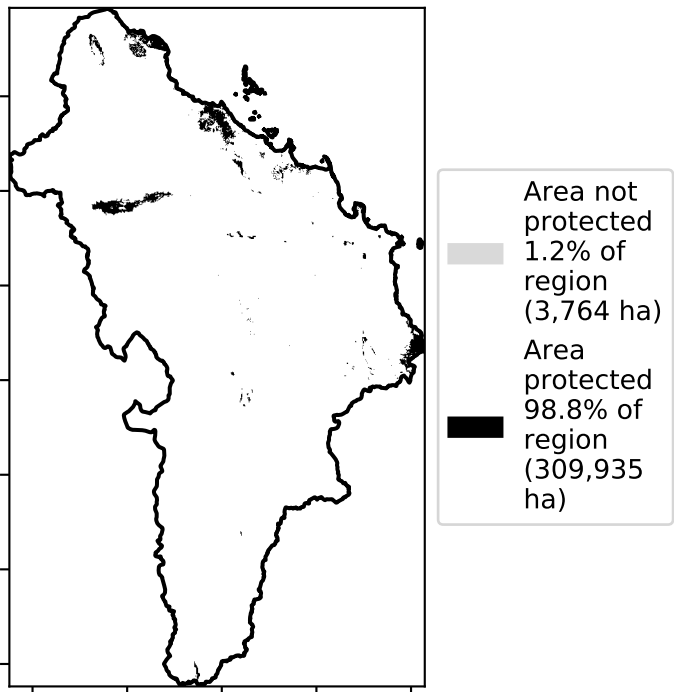 Area not
protected
1.2% of
region
(3,764 ha)
Area
protected
98.8% of
region
(309,935
ha)